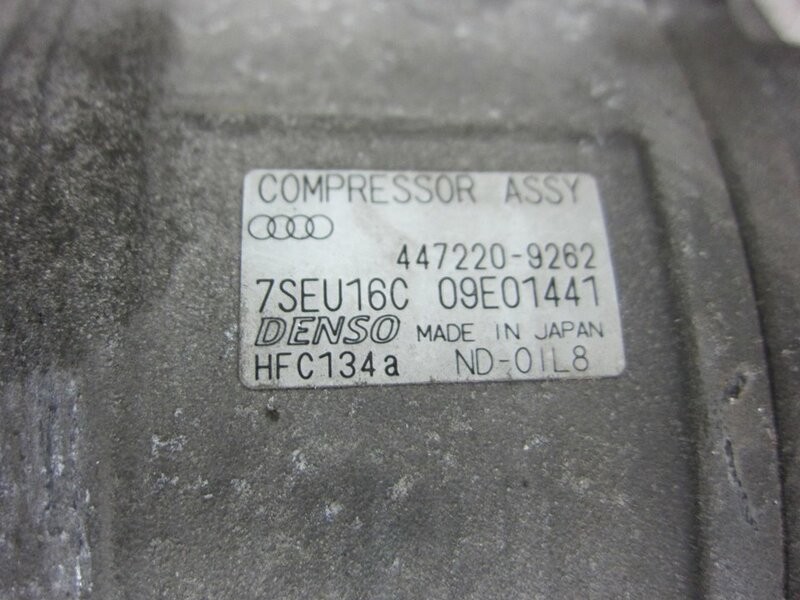 COMPRESSOR ASSY
447220-9262
7SEU16C 09E01441
DENSO MADE IN JAPAN
HFC134a ND-OIL8